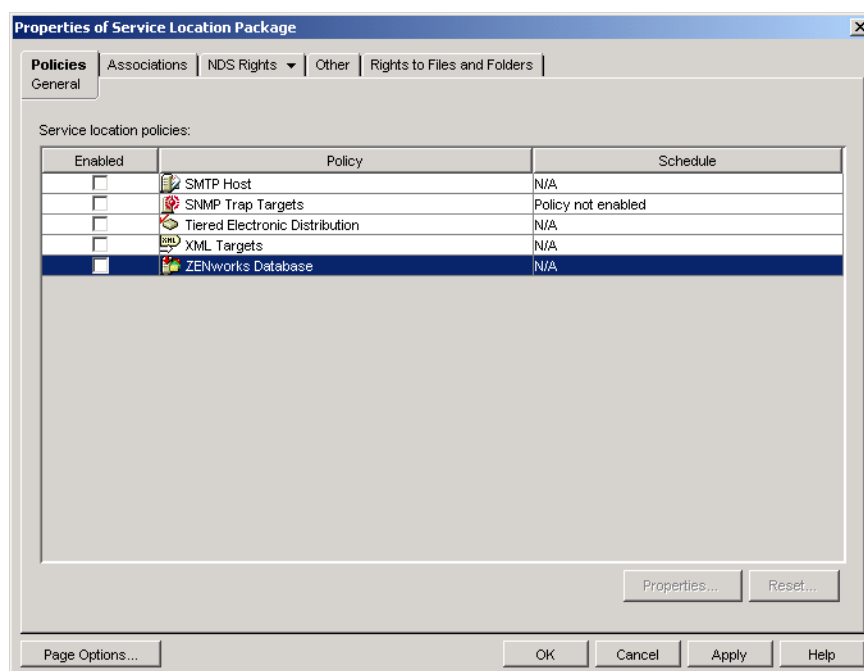 Properties of Service Location Package
Policies Associations NDS Rights Other Rights to Files and Folders
General
Service location policies:
Enabled Policy Schedule
SMTP Host N/A
SNMP Trap Targets Policy not enabled
Tiered Electronic Distribution N/A
XML XML Targets N/A
ZENworks Database N/A
Properties... Reset...
Page Options... OK Cancel Apply Help